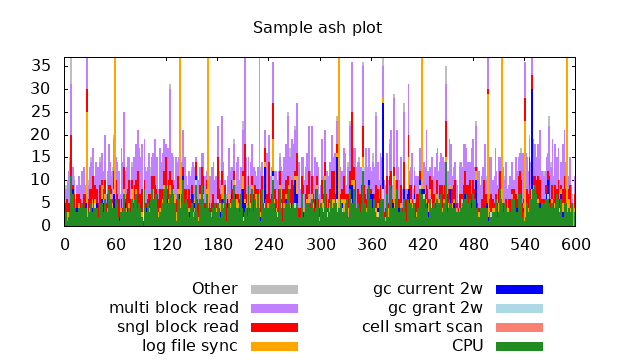 Sample ash plot
35
30
25
20
15
10
5
0
0 60 120 180 240 300 360 420 480 540 600
Other gc current 2w
multi block read gc grant 2w
sngl block read cell smart scan
log file sync CPU